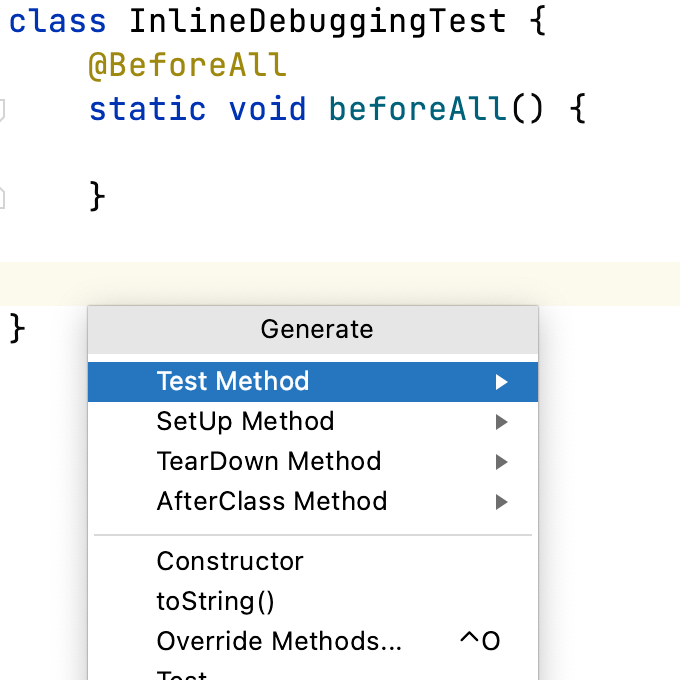 class InlineDebuggingTest {
@BeforeAll
static void beforeAll() {
}
}
Generate
Test Method
SetUp Method
TearDown Method
AfterClass Method
Constructor
toString()
Override Methods... ^O
Test